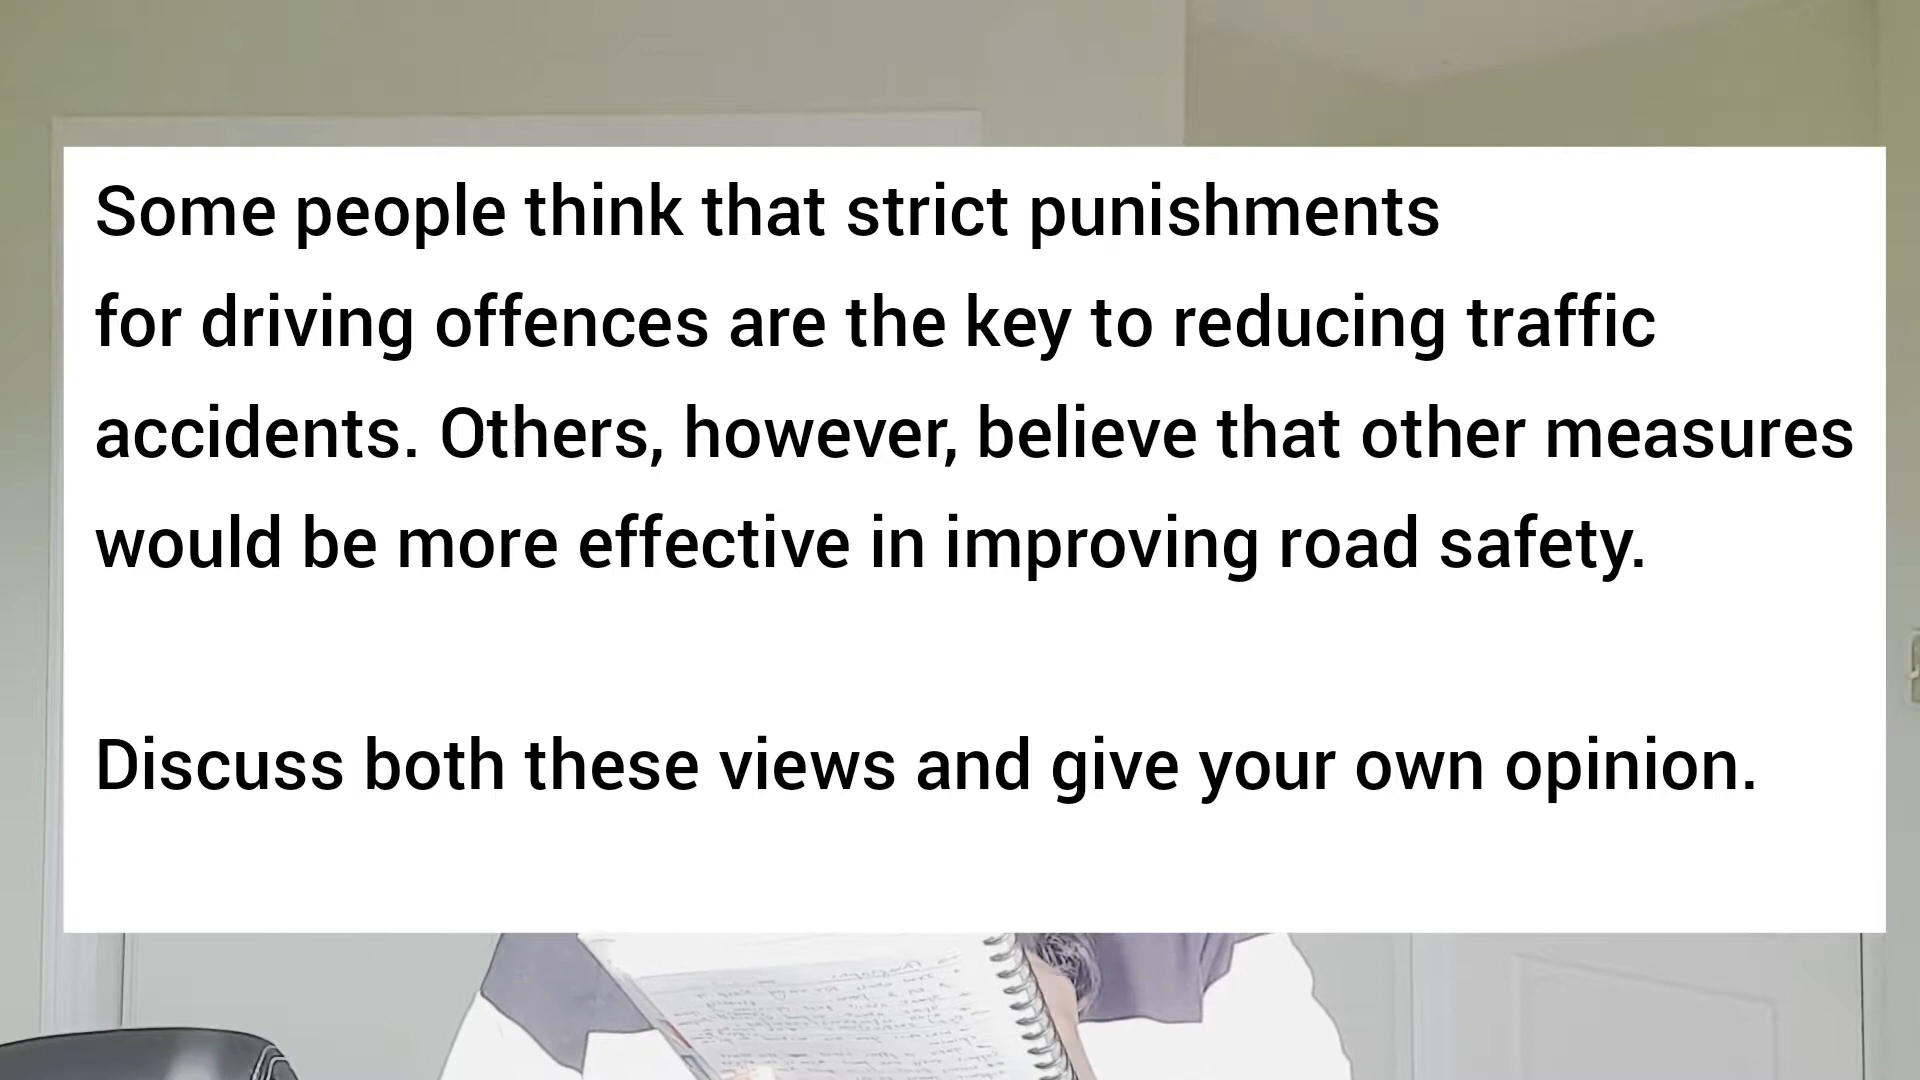 Some people think that strict punishments
for driving offences are the key to reducing traffic
accidents. Others, however, believe that other measures
would be more effective in improving road safety.
Discuss both these views and give your own opinion.